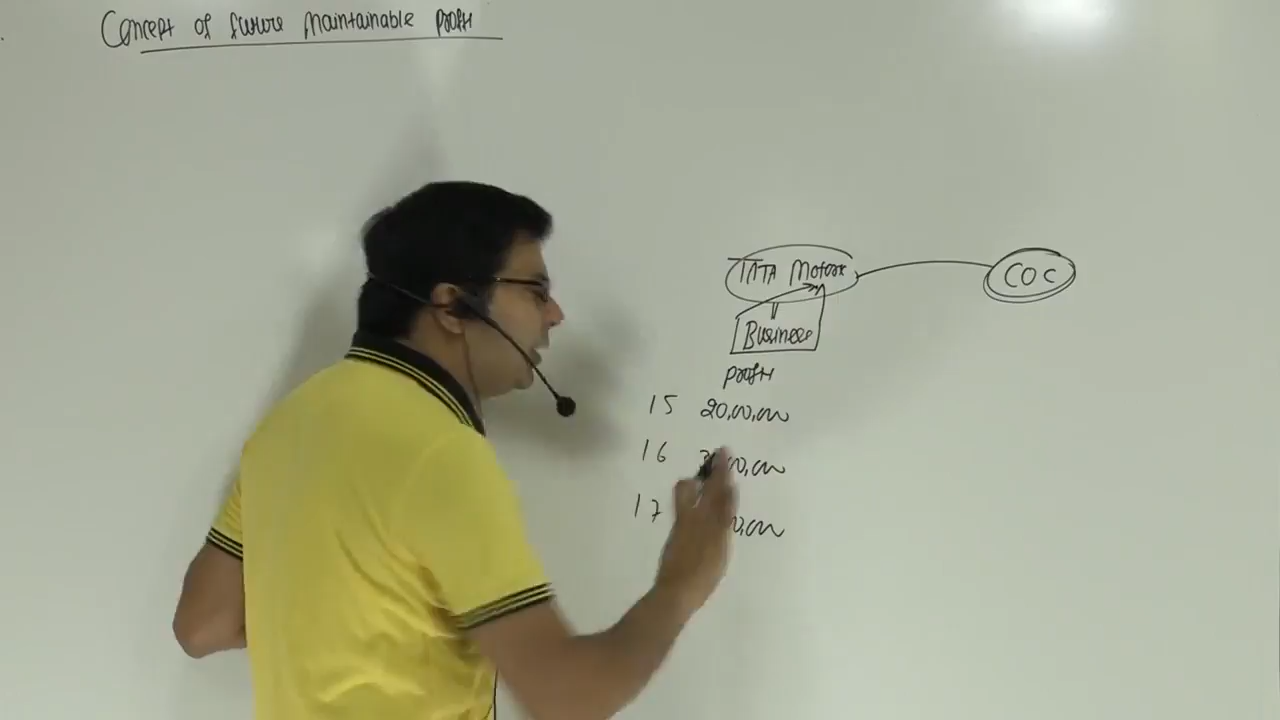 Concept of future Maintainable profit
TATA Motors COC
Business
profit
15 20,00,000
16
17